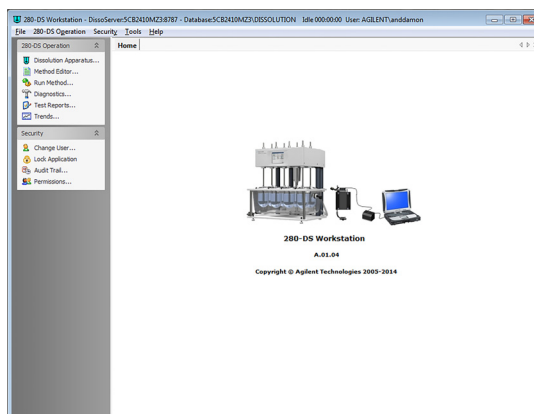 280-DS Workstation - DissoServer:5CB2410MZ3:8787 - Database:5CB2410MZ3\DISSOLUTION Idle 000:00:00 User: AGILENT\anddamon
File 280-DS Operation Security Tools Help
280-DS Operation
Home
Dissolution Apparatus...
Method Editor...
Run Method...
Diagnostics...
Test Reports...
Trends...
Security
Change User...
Lock Application
Audit Trail...
Permissions...
280-DS Workstation
A.01.04
Copyright © Agilent Technologies 2005-2014